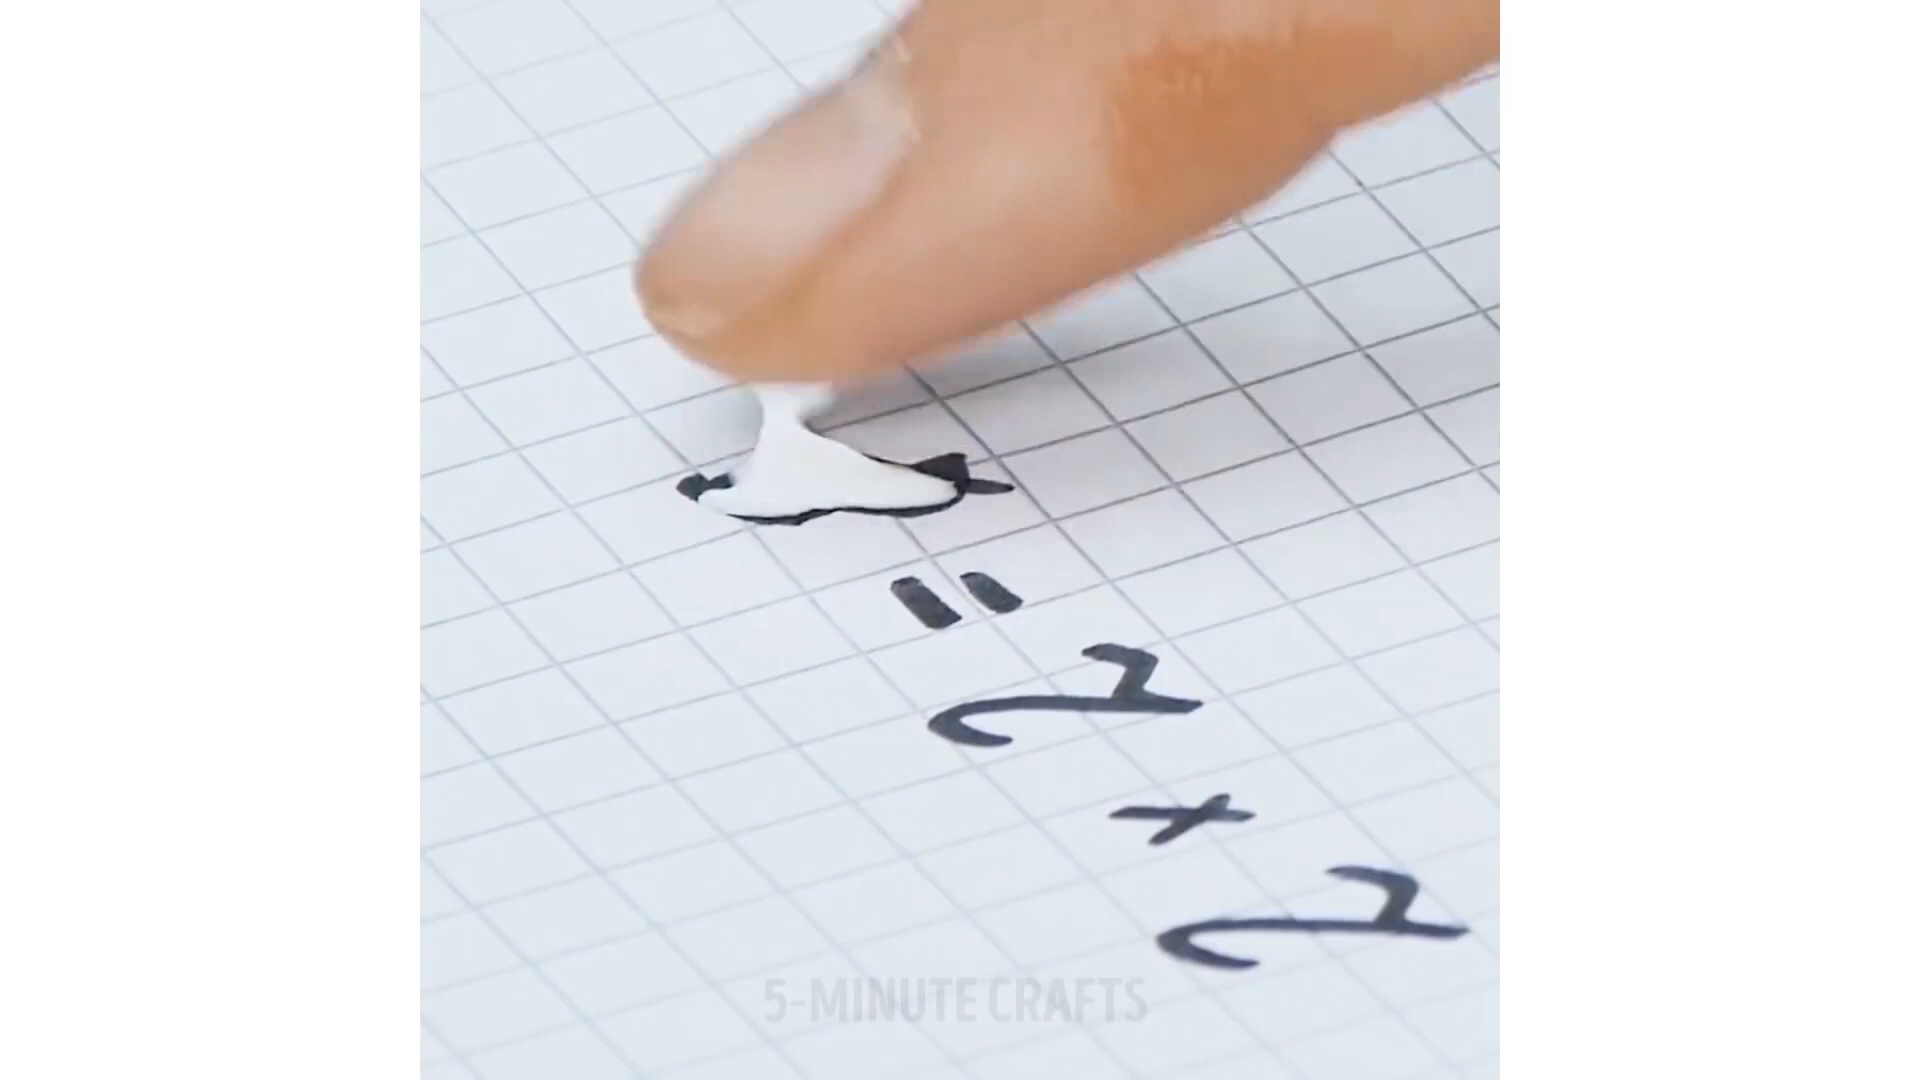 2 + 2 =
5-MINUTE CRAFTS